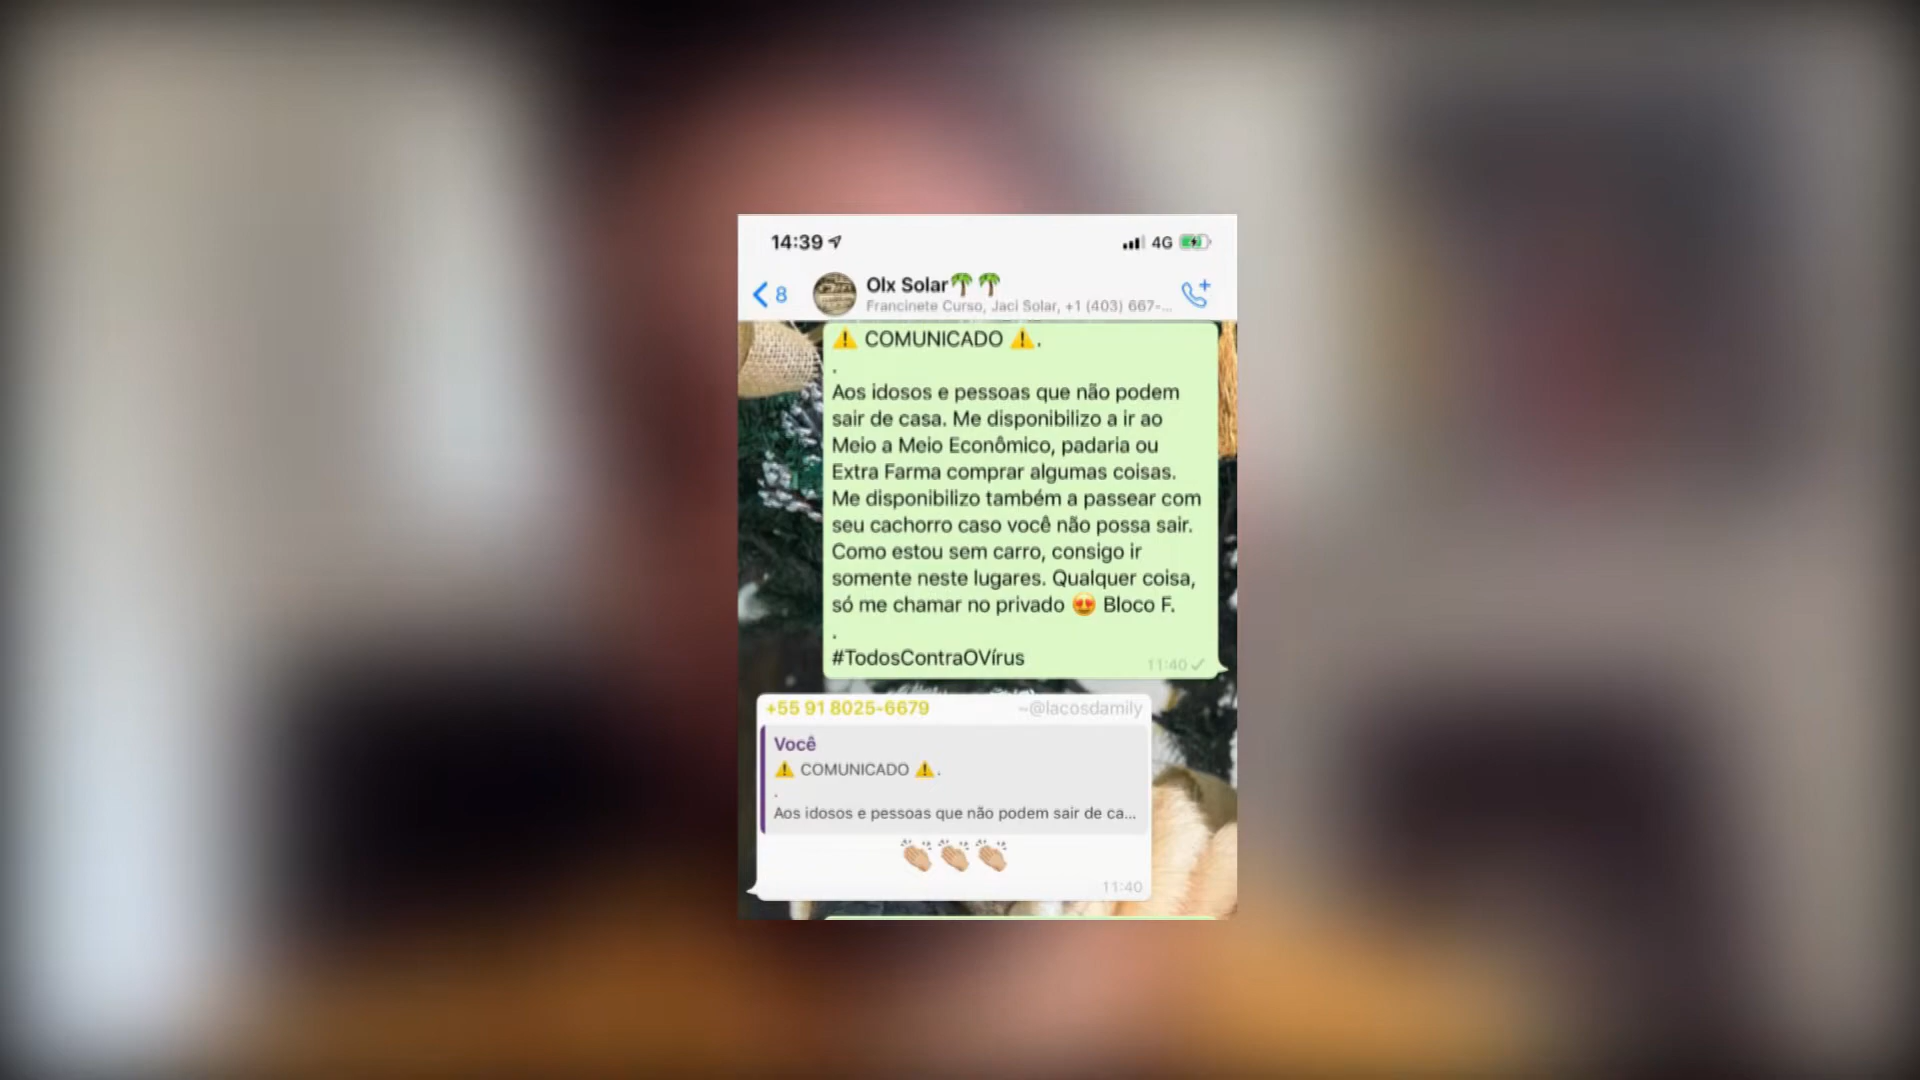 14:39
4G
8
Olx Solar🌴🌴
Francinete Curso, Jaci Solar, +1 (403) 667-...
⚠️ COMUNICADO ⚠️.
.
Aos idosos e pessoas que não podem
sair de casa. Me disponibilizo a ir ao
Meio a Meio Econômico, padaria ou
Extra Farma comprar algumas coisas.
Me disponibilizo também a passear com
seu cachorro caso você não possa sair.
Como estou sem carro, consigo ir
somente neste lugares. Qualquer coisa,
só me chamar no privado 😍 Bloco F.
.
#TodosContraOVírus
11:40
+55 91 8025-6679 ~@lacosdamily
Você
⚠️ COMUNICADO ⚠️.
.
Aos idosos e pessoas que não podem sair de ca...
👏🏼👏🏼👏🏼
11:40